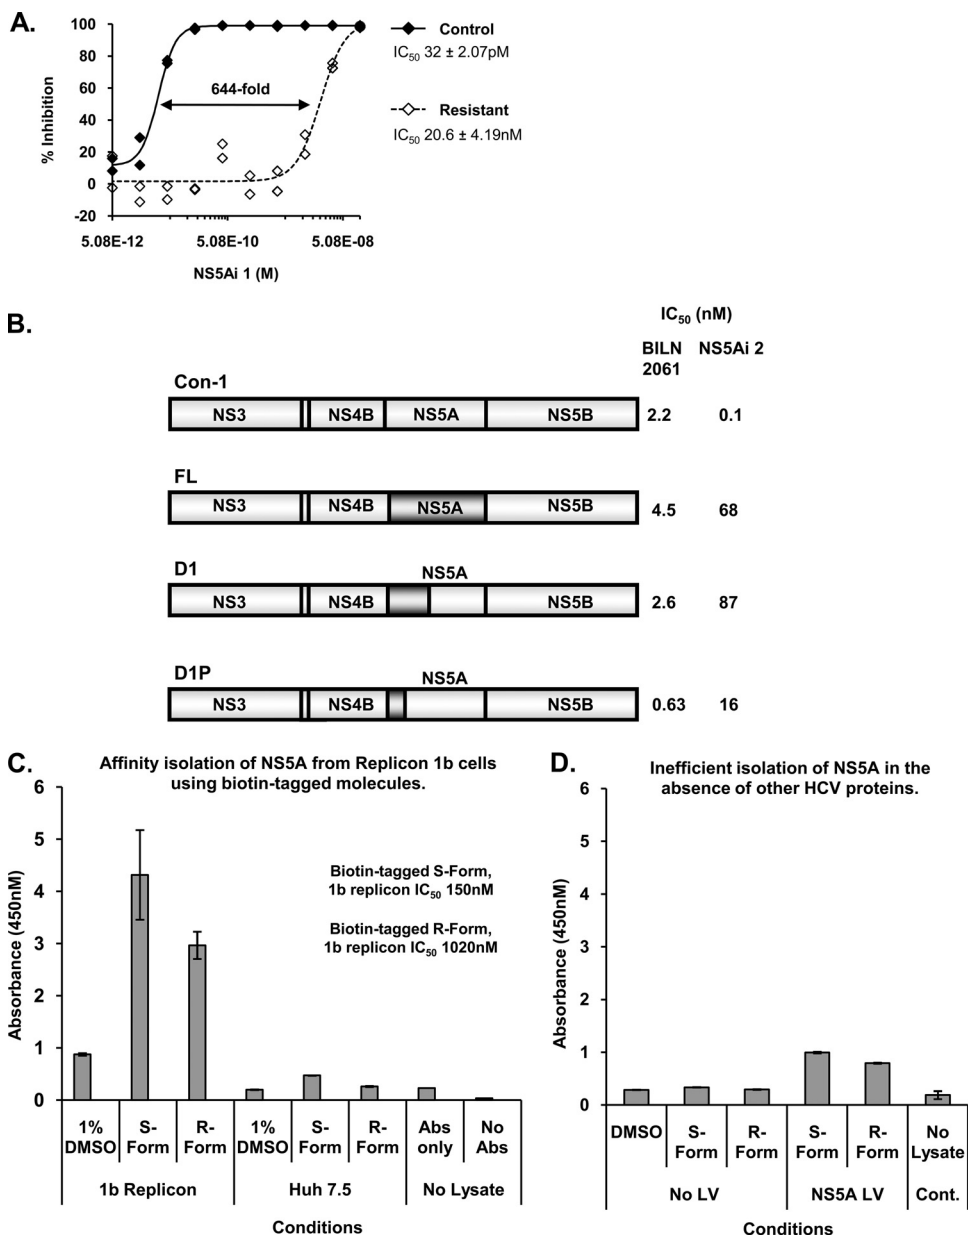 A.
100
80
60
40
20
0
-20
% Inhibition
5.08E-12 5.08E-10 5.08E-08
NS5Ai 1 (M)
644-fold
Control
IC50 32 ± 2.07pM
Resistant
IC50 20.6 ± 4.19nM
B.
IC50 (nM)
BILN 2061
NS5Ai 2
Con-1
NS3 NS4B NS5A NS5B 2.2 0.1
FL
NS3 NS4B NS5A NS5B 4.5 68
D1
NS5A
NS3 NS4B NS5B 2.6 87
D1P
NS5A
NS3 NS4B NS5B 0.63 16
C.
Affinity isolation of NS5A from Replicon 1b cells
using biotin-tagged molecules.
6
5
4
3
2
1
0
Absorbance (450nM)
Biotin-tagged S-Form,
1b replicon IC50 150nM
Biotin-tagged R-Form,
1b replicon IC50 1020nM
1% S- R- 1% S- R- Abs No
DMSO Form Form DMSO Form Form only Abs
1b Replicon Huh 7.5 No Lysate
Conditions
D.
Inefficient isolation of NS5A in the
absence of other HCV proteins.
6
5
4
3
2
1
0
Absorbance (450nM)
DMSO S- R- S- R- No
Form Form Form Form Lysate
No LV NS5A LV Cont.
Conditions